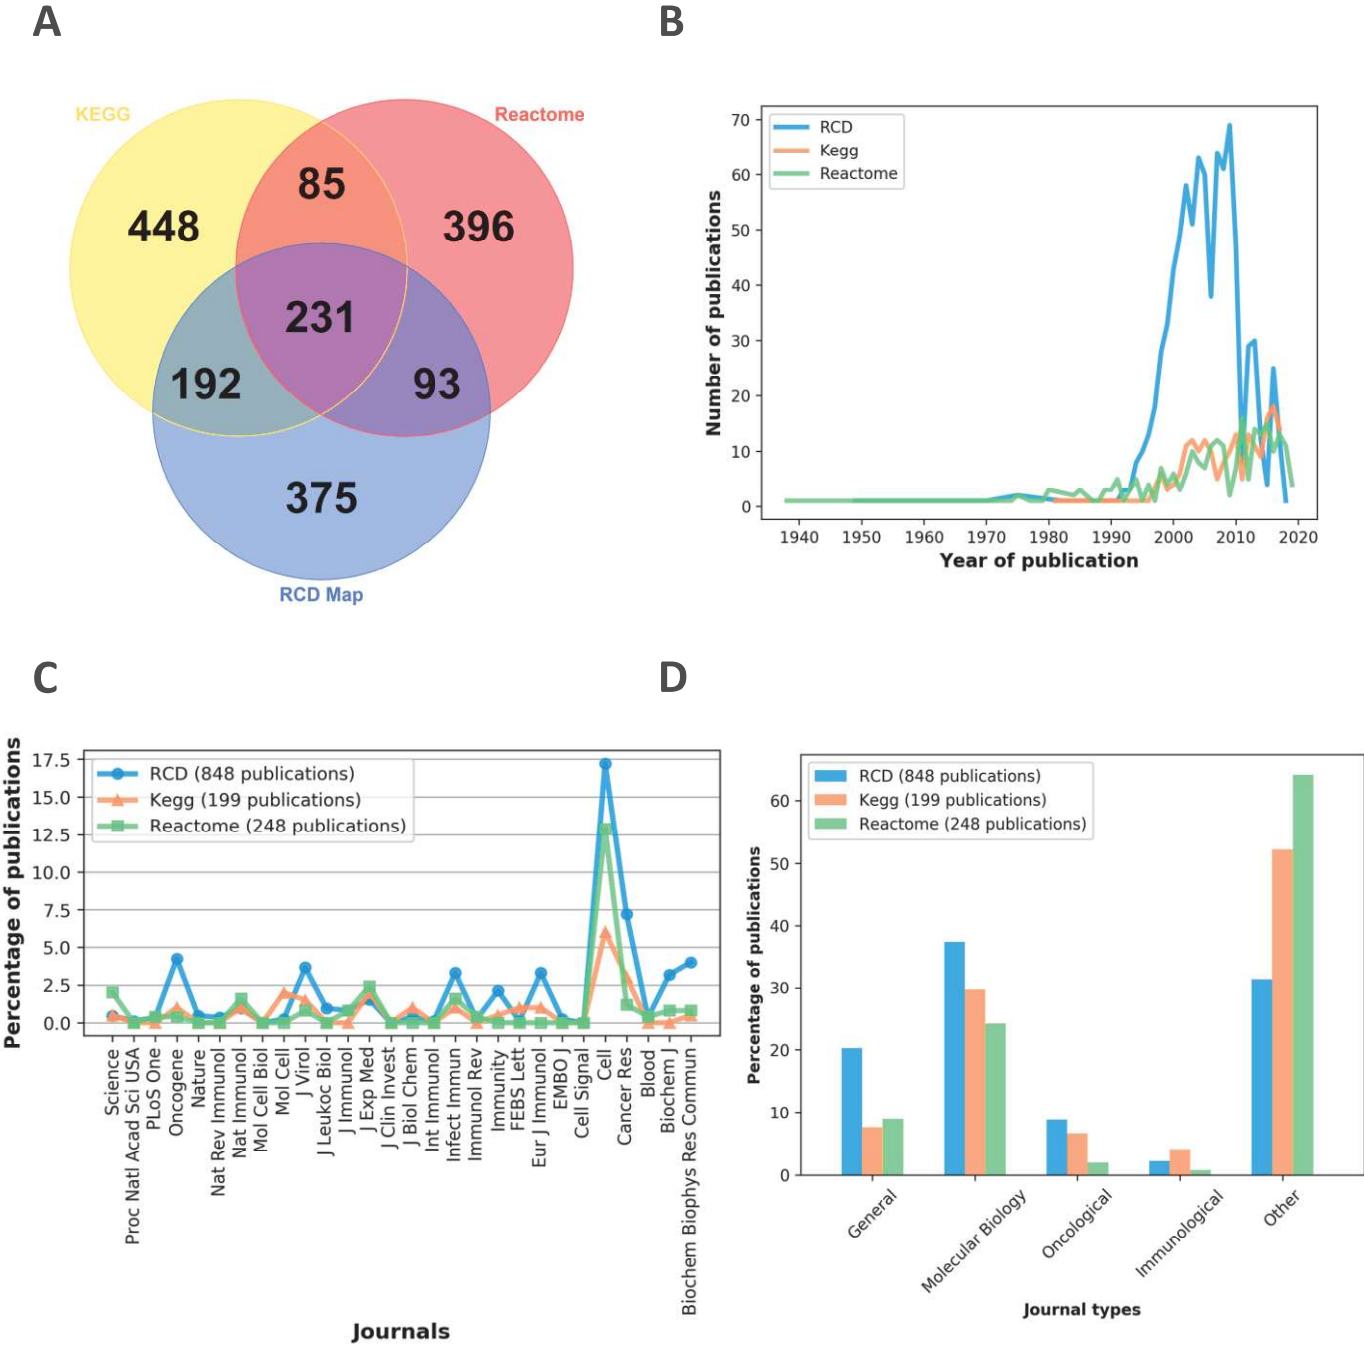 A
KEGG
Reactome
85
448
396
231
192
93
375
RCD Map
B
RCD
Kegg
Reactome
70
60
50
40
30
20
10
0
Number of publications
1940 1950 1960 1970 1980 1990 2000 2010 2020
Year of publication
C
RCD (848 publications)
Kegg (199 publications)
Reactome (248 publications)
17.5
15.0
12.5
10.0
7.5
5.0
2.5
0.0
Percentage of publications
Science
Proc Natl Acad Sci USA
PLoS One
Oncogene
Nature
Nat Rev Immunol
Nat Immunol
Mol Cell Biol
Mol Cell
J Virol
J Leukoc Biol
J Immunol
J Exp Med
J Clin Invest
J Biol Chem
Int Immunol
Infect Immun
Immunol Rev
Immunity
FEBS Lett
Eur J Immunol
EMBO J
Cell Signal
Cell
Cancer Res
Blood
Biochem J
Biochem Biophys Res Commun
Journals
D
RCD (848 publications)
Kegg (199 publications)
Reactome (248 publications)
60
50
40
30
20
10
0
Percentage of publications
General
Molecular Biology
Oncological
Immunological
Other
Journal types